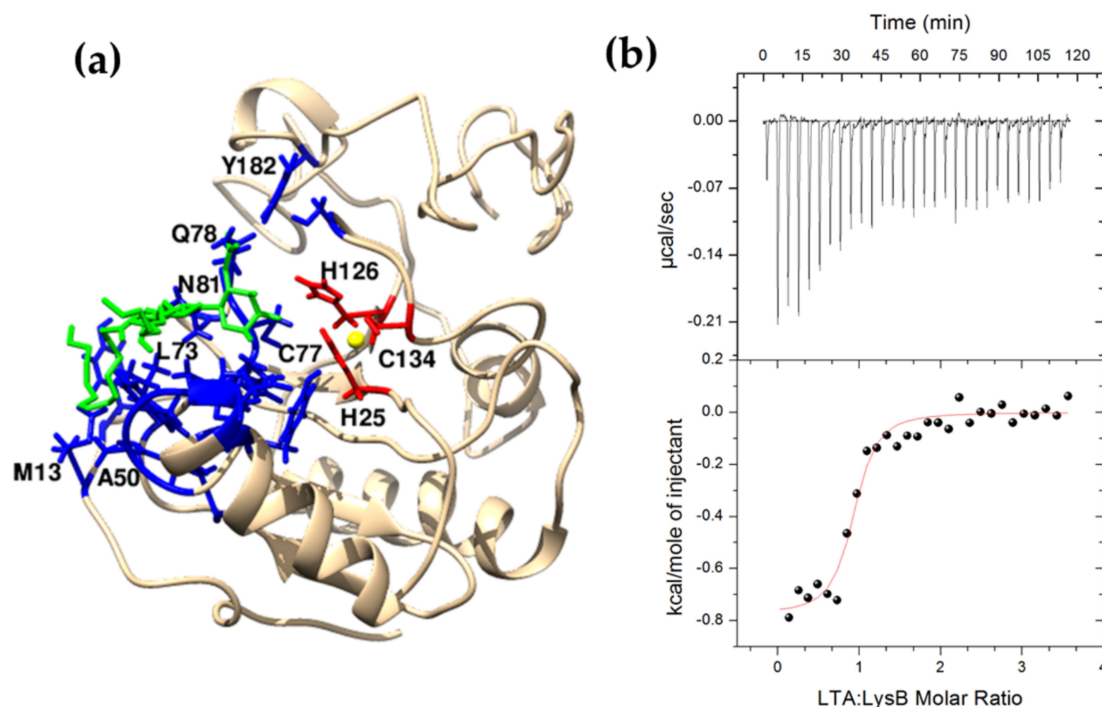 (a)
Y182
Q78
N81
H126
L73
C77
C134
H25
M13
A50
(b)
Time (min)
0 15 30 45 60 75 90 105 120
0.00
-0.07
-0.14
-0.21
µcal/sec
0.2
0.0
-0.2
-0.4
-0.6
-0.8
kcal/mole of injectant
0 1 2 3 4
LTA:LysB Molar Ratio